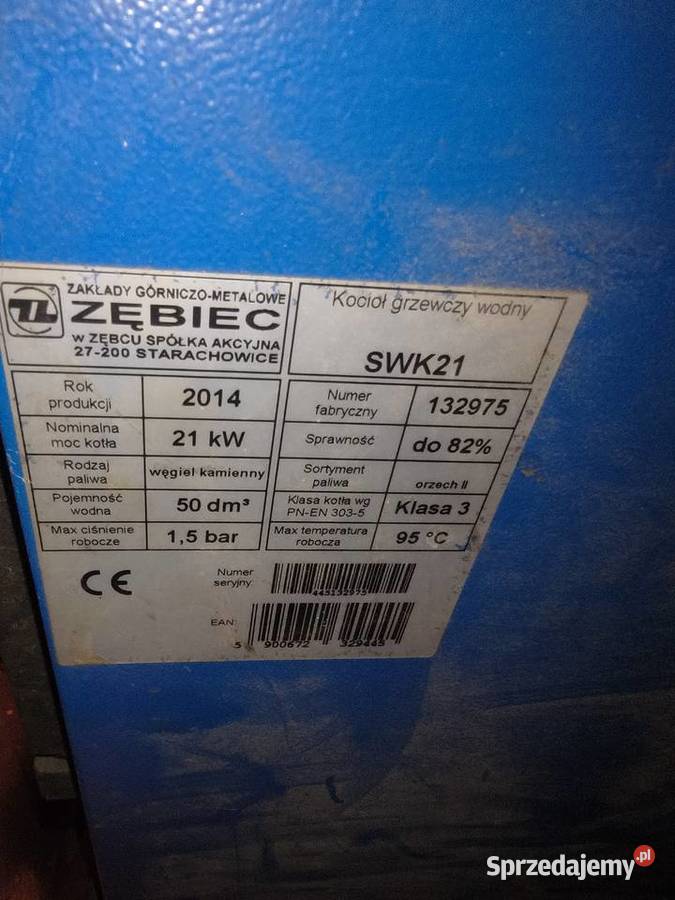 ZAKŁADY GÓRNICZO-METALOWE
ZĘBIEC
W ZĘBCU SPÓŁKA AKCYJNA
27-200 STARACHOWICE
Kocioł grzewczy wodny
SWK21
Rok produkcji 2014
Numer fabryczny 132975
Nominalna moc kotła 21 kW
Sprawność do 82%
Rodzaj paliwa węgiel kamienny
Sortyment paliwa orzech II
Pojemność wodna 50 dm³
Klasa kotła wg PN-EN 303-5 Klasa 3
Max ciśnienie robocze 1,5 bar
Max temperatura robocza 95 °C
CE
Numer seryjny: 445132975
EAN: 5 900672 329445
Sprzedajemy.pl